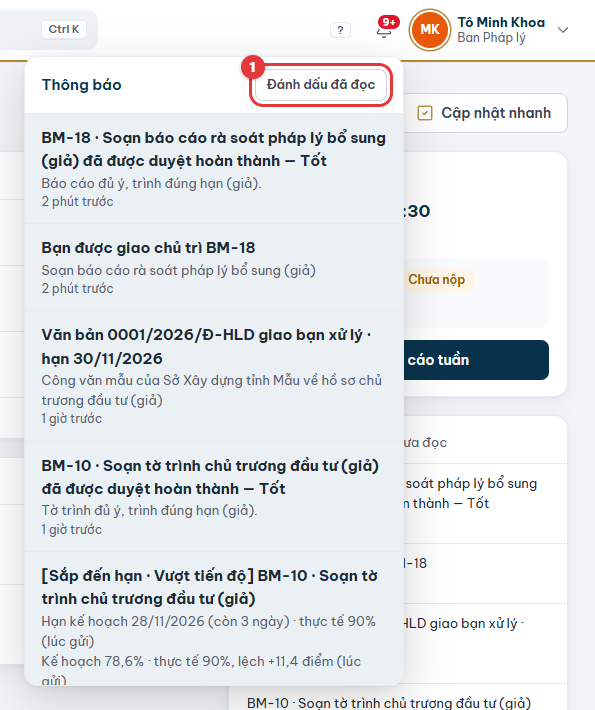 Ctrl K
?
9+
MK
Tô Minh Khoa
Ban Pháp lý
Thông báo
1
Đánh dấu đã đọc
Cập nhật nhanh
BM-18 · Soạn báo cáo rà soát pháp lý bổ sung
(giả) đã được duyệt hoàn thành — Tốt
Báo cáo đủ ý, trình đúng hạn (giả).
2 phút trước
Bạn được giao chủ trì BM-18
Soạn báo cáo rà soát pháp lý bổ sung (giả)
2 phút trước
Văn bản 0001/2026/Đ-HLD giao bạn xử lý ·
hạn 30/11/2026
Công văn mẫu của Sở Xây dựng tỉnh Mẫu về hồ sơ chủ
trương đầu tư (giả)
1 giờ trước
BM-10 · Soạn tờ trình chủ trương đầu tư (giả)
đã được duyệt hoàn thành — Tốt
Tờ trình đủ ý, trình đúng hạn (giả).
1 giờ trước
[Sắp đến hạn · Vượt tiến độ] BM-10 · Soạn tờ
trình chủ trương đầu tư (giả)
Hạn kế hoạch 28/11/2026 (còn 3 ngày) · thực tế 90%
(lúc gửi)
Kế hoạch 78,6% · thực tế 90%, lệch +11,4 điểm (lúc
gửi)
:30
Chưa nộp
cáo tuần
ưa đọc
soát pháp lý bổ sung
n thành — Tốt
-18
HLD giao bạn xử lý ·
BM-10 · Soạn tờ trình chủ trương đầu tư (giả)